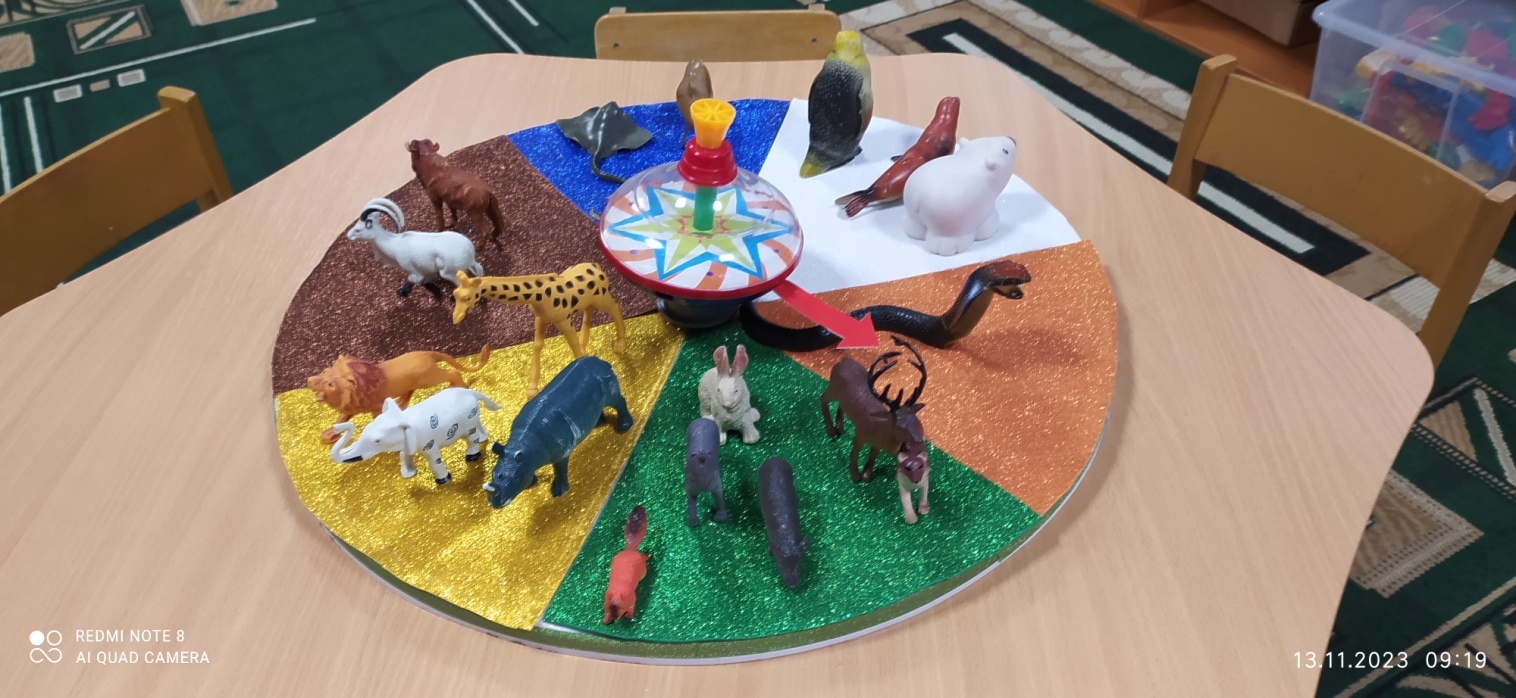 REDMI NOTE 8
AI QUAD CAMERA
13.11.2023 09:19